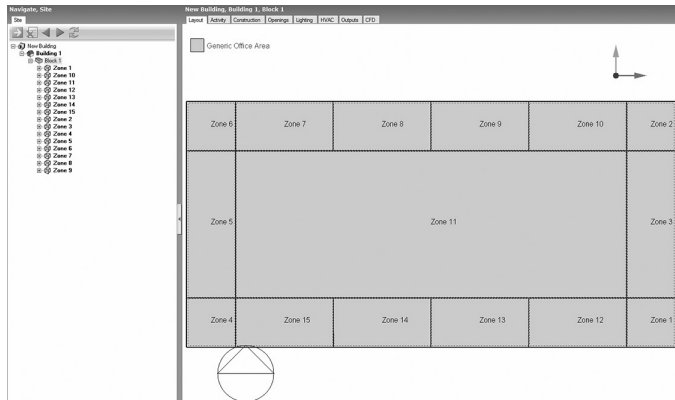 Navigate, Site
New Building, Building 1, Block 1
Site
Layout Activity Construction Openings Lighting HVAC Outputs CFD
New Building
Building 1
Block 1
Zone 1
Zone 10
Zone 11
Zone 12
Zone 13
Zone 14
Zone 15
Zone 2
Zone 3
Zone 4
Zone 5
Zone 6
Zone 7
Zone 8
Zone 9
Generic Office Area
Zone 6 Zone 7 Zone 8 Zone 9 Zone 10 Zone 2
Zone 5 Zone 11 Zone 3
Zone 4 Zone 15 Zone 14 Zone 13 Zone 12 Zone 1